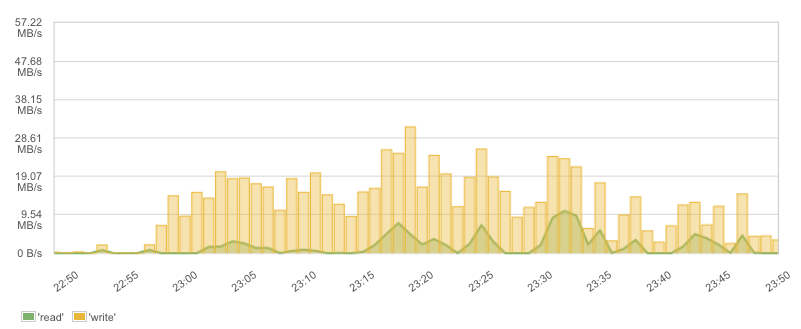 57.22
MB/s
47.68
MB/s
38.15
MB/s
28.61
MB/s
19.07
MB/s
9.54
MB/s
0 B/s
22:50
22:55
23:00
23:05
23:10
23:15
23:20
23:25
23:30
23:35
23:40
23:45
23:50
'read' 'write'